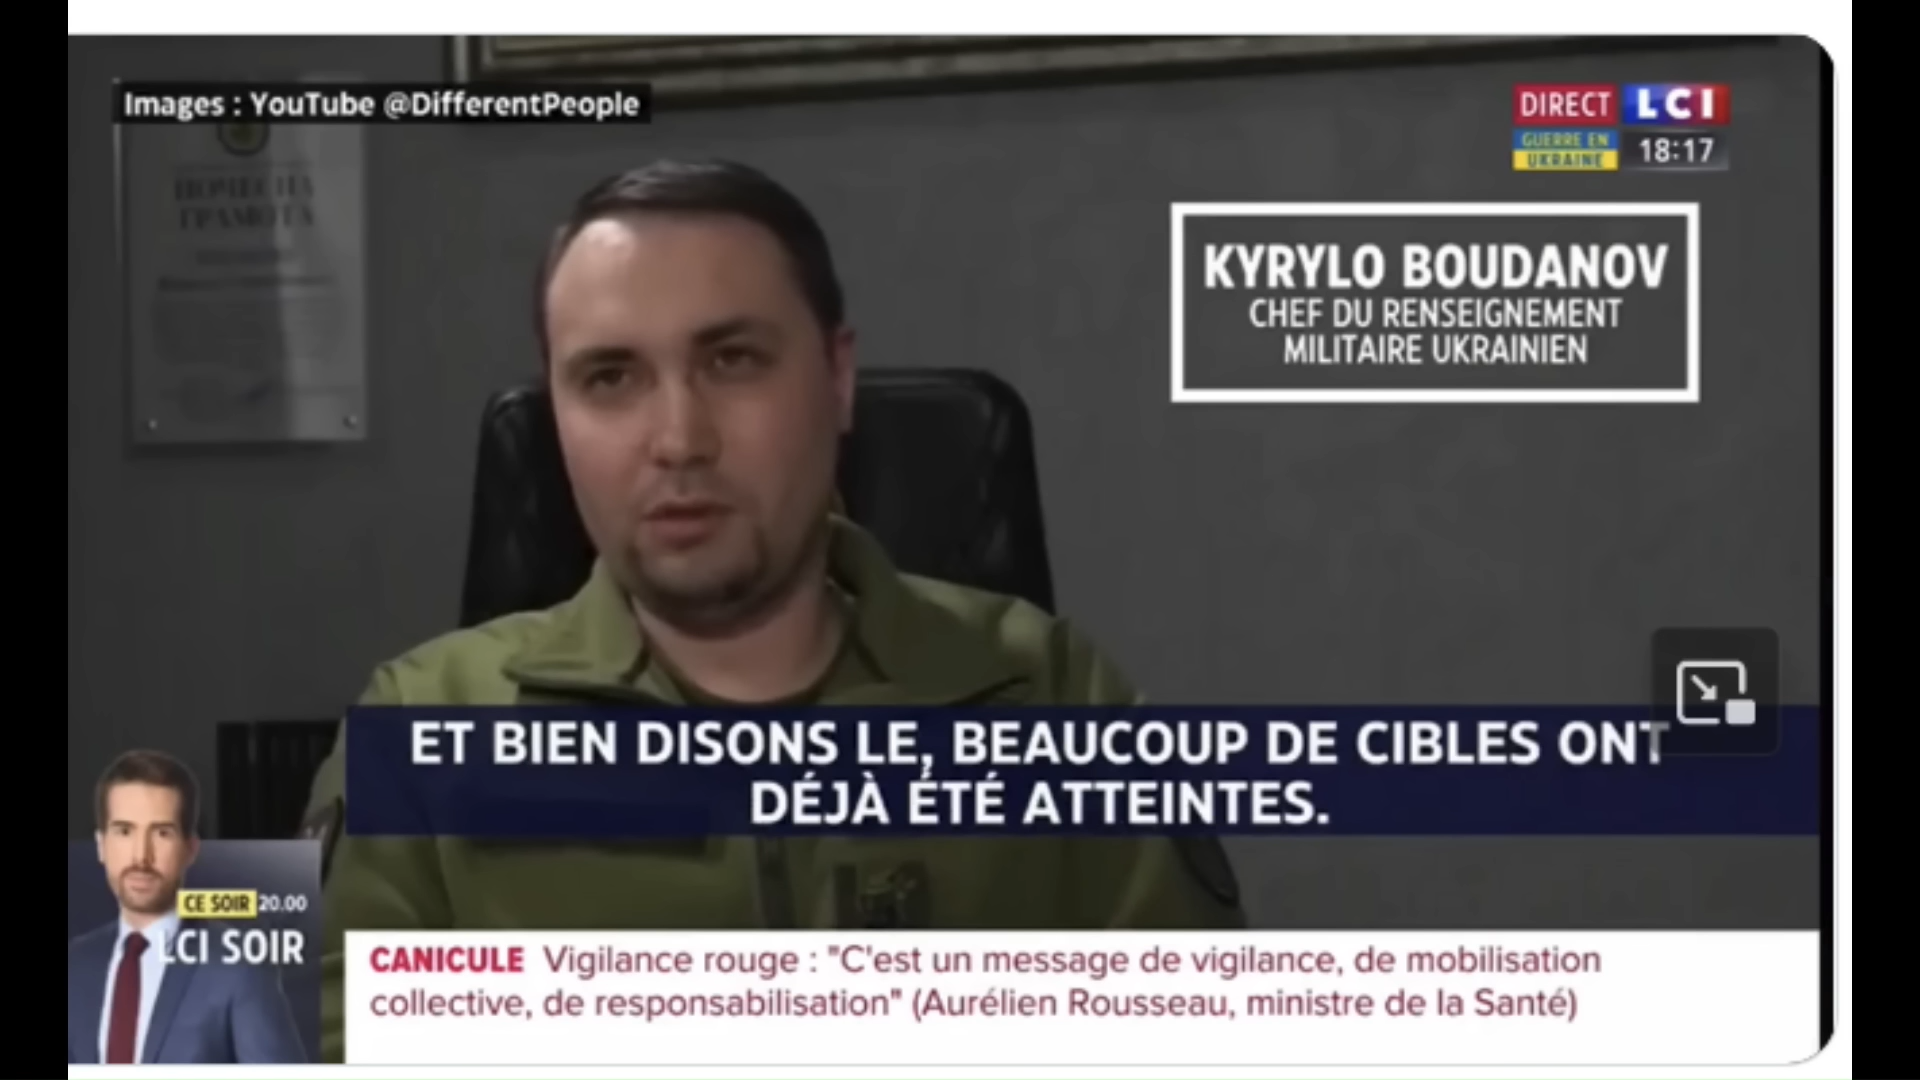 Images : YouTube @DifferentPeople
DIRECT LCI
GUERRE EN
UKRAINE
18:17
KYRYLO BOUDANOV
CHEF DU RENSEIGNEMENT
MILITAIRE UKRAINIEN
ET BIEN DISONS LE, BEAUCOUP DE CIBLES ONT
DÉJÀ ÉTÉ ATTEINTES.
CE SOIR 20.00
LCI SOIR
CANICULE Vigilance rouge : "C'est un message de vigilance, de mobilisation
collective, de responsabilisation" (Aurélien Rousseau, ministre de la Santé)